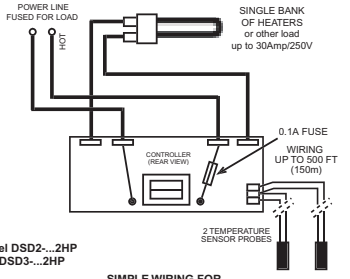 POWER LINE
FUSED FOR LOAD
HOT
SINGLE BANK
OF HEATERS
or other load
up to 30Amp/250V
0.1A FUSE
WIRING
UP TO 500 FT
(150m)
CONTROLLER
(REAR VIEW)
2 TEMPERATURE
SENSOR PROBES
el DSD2-...2HP
DSD3-...2HP
SIMPLE WIRING FOR